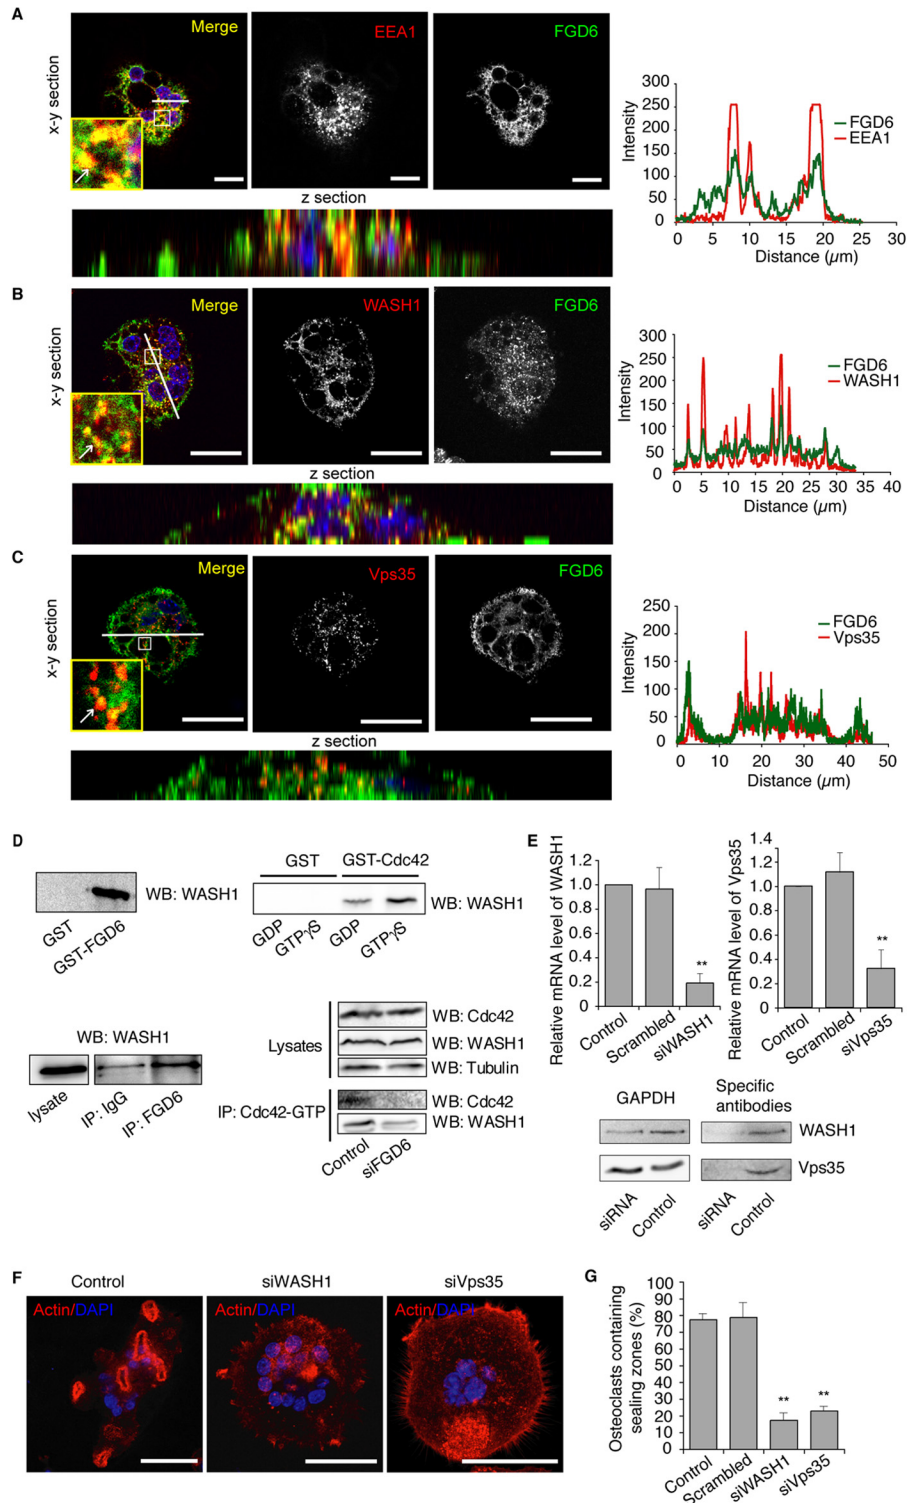 A
Merge
EEA1
FGD6
x-y section
z section
Intensity
300
250
200
150
100
50
0
FGD6
EEA1
0 5 10 15 20 25 30
Distance (µm)
B
Merge
WASH1
FGD6
x-y section
z section
Intensity
300
250
200
150
100
50
0
FGD6
WASH1
0 5 10 15 20 25 30 40
Distance (µm)
C
Merge
Vps35
FGD6
x-y section
z section
Intensity
250
200
150
100
50
0
FGD6
Vps35
0 5 10 15 20 25 30 35 40 45 50
Distance (µm)
D
WB: WASH1
GST
GST-FGD6
GST
GST-Cdc42
WB: WASH1
GDP
GTPγS
GDP
GTPγS
WB: WASH1
lysate
IP: IgG
IP: FGD6
Lysates
WB: Cdc42
WB: WASH1
WB: Tubulin
IP: Cdc42-GTP
WB: Cdc42
WB: WASH1
Control
siFGD6
E
Relative mRNA level of WASH1
1.2
1
0.8
0.6
0.4
0.2
0
**
Control
Scrambled
siWASH1
Relative mRNA level of Vps35
1.4
1.2
1
0.8
0.6
0.4
0.2
0
**
Control
Scrambled
siVps35
GAPDH
Specific
antibodies
WASH1
Vps35
siRNA
Control
siRNA
Control
F
Control
siWASH1
siVps35
Actin/DAPI
Actin/DAPI
Actin/DAPI
G
Osteoclasts containing
sealing zones (%)
100
90
80
70
60
50
40
30
20
10
0
**
**
Control
Scrambled
siWASH1
siVps35